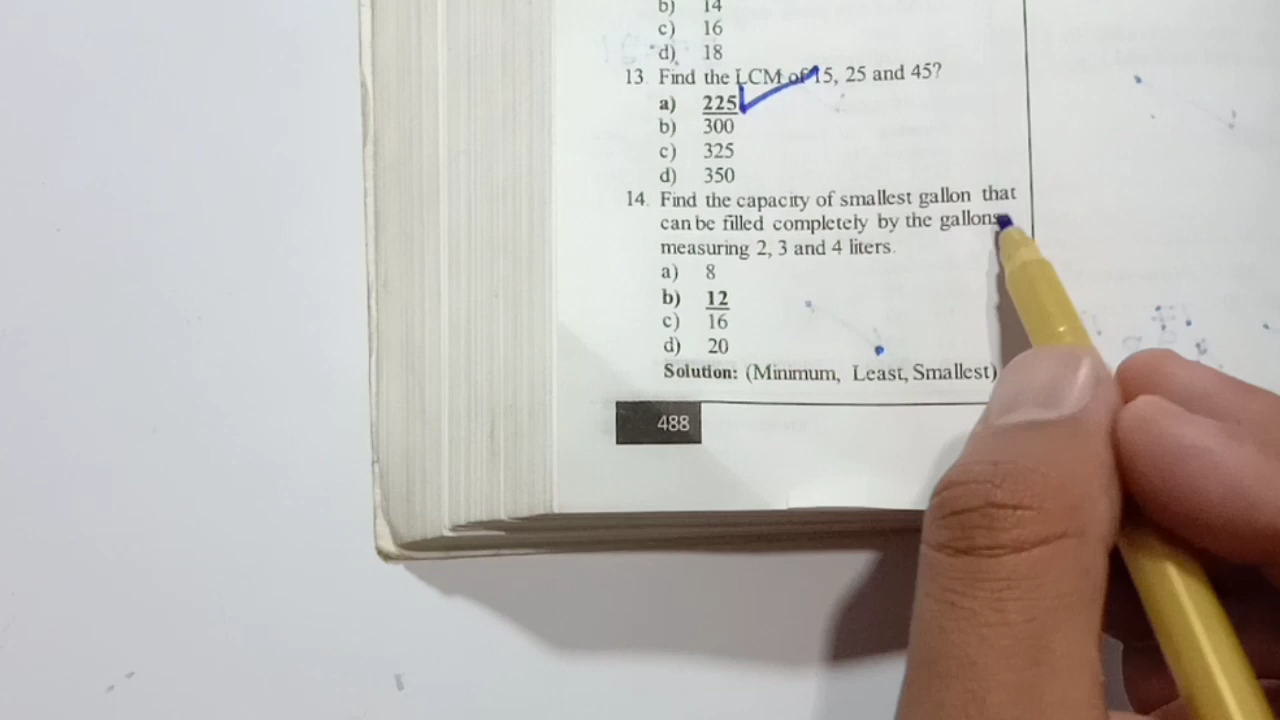 b) 14
c) 16
d) 18
13. Find the LCM of 15, 25 and 45?
a) 225
b) 300
c) 325
d) 350
14. Find the capacity of smallest gallon that
can be filled completely by the gallons
measuring 2, 3 and 4 liters.
a) 8
b) 12
c) 16
d) 20
Solution: (Minimum, Least, Smallest)
488